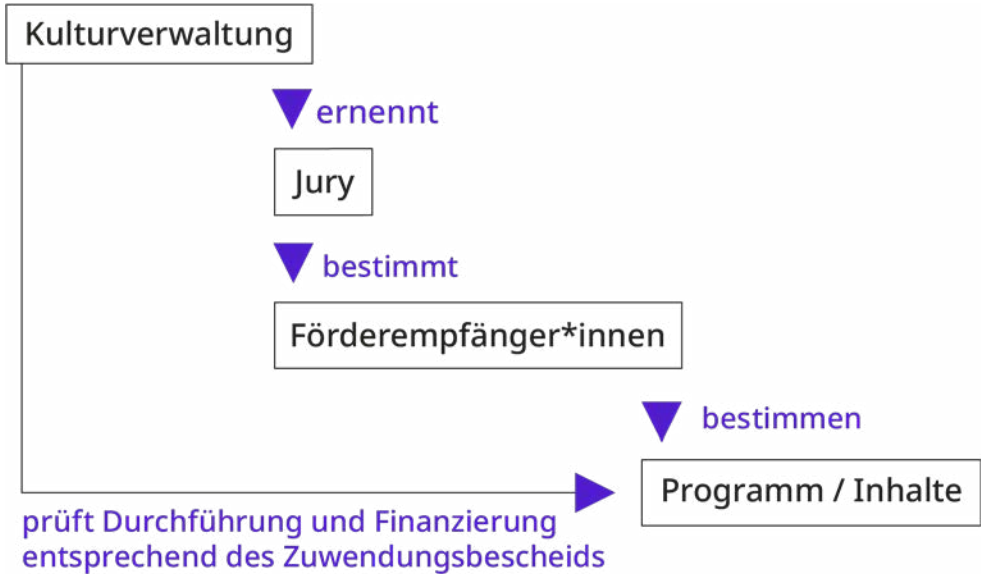 Kulturverwaltung
ernennt
Jury
bestimmt
Förderempfänger*innen
bestimmen
Programm / Inhalte
prüft Durchführung und Finanzierung
entsprechend des Zuwendungsbescheids